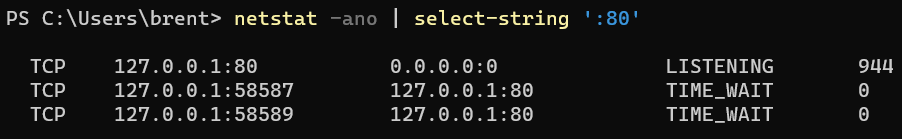 PS C:\Users\brent> netstat -ano | select-string ':80'
TCP    127.0.0.1:80           0.0.0.0:0              LISTENING       944
TCP    127.0.0.1:58587        127.0.0.1:80           TIME_WAIT       0
TCP    127.0.0.1:58589        127.0.0.1:80           TIME_WAIT       0